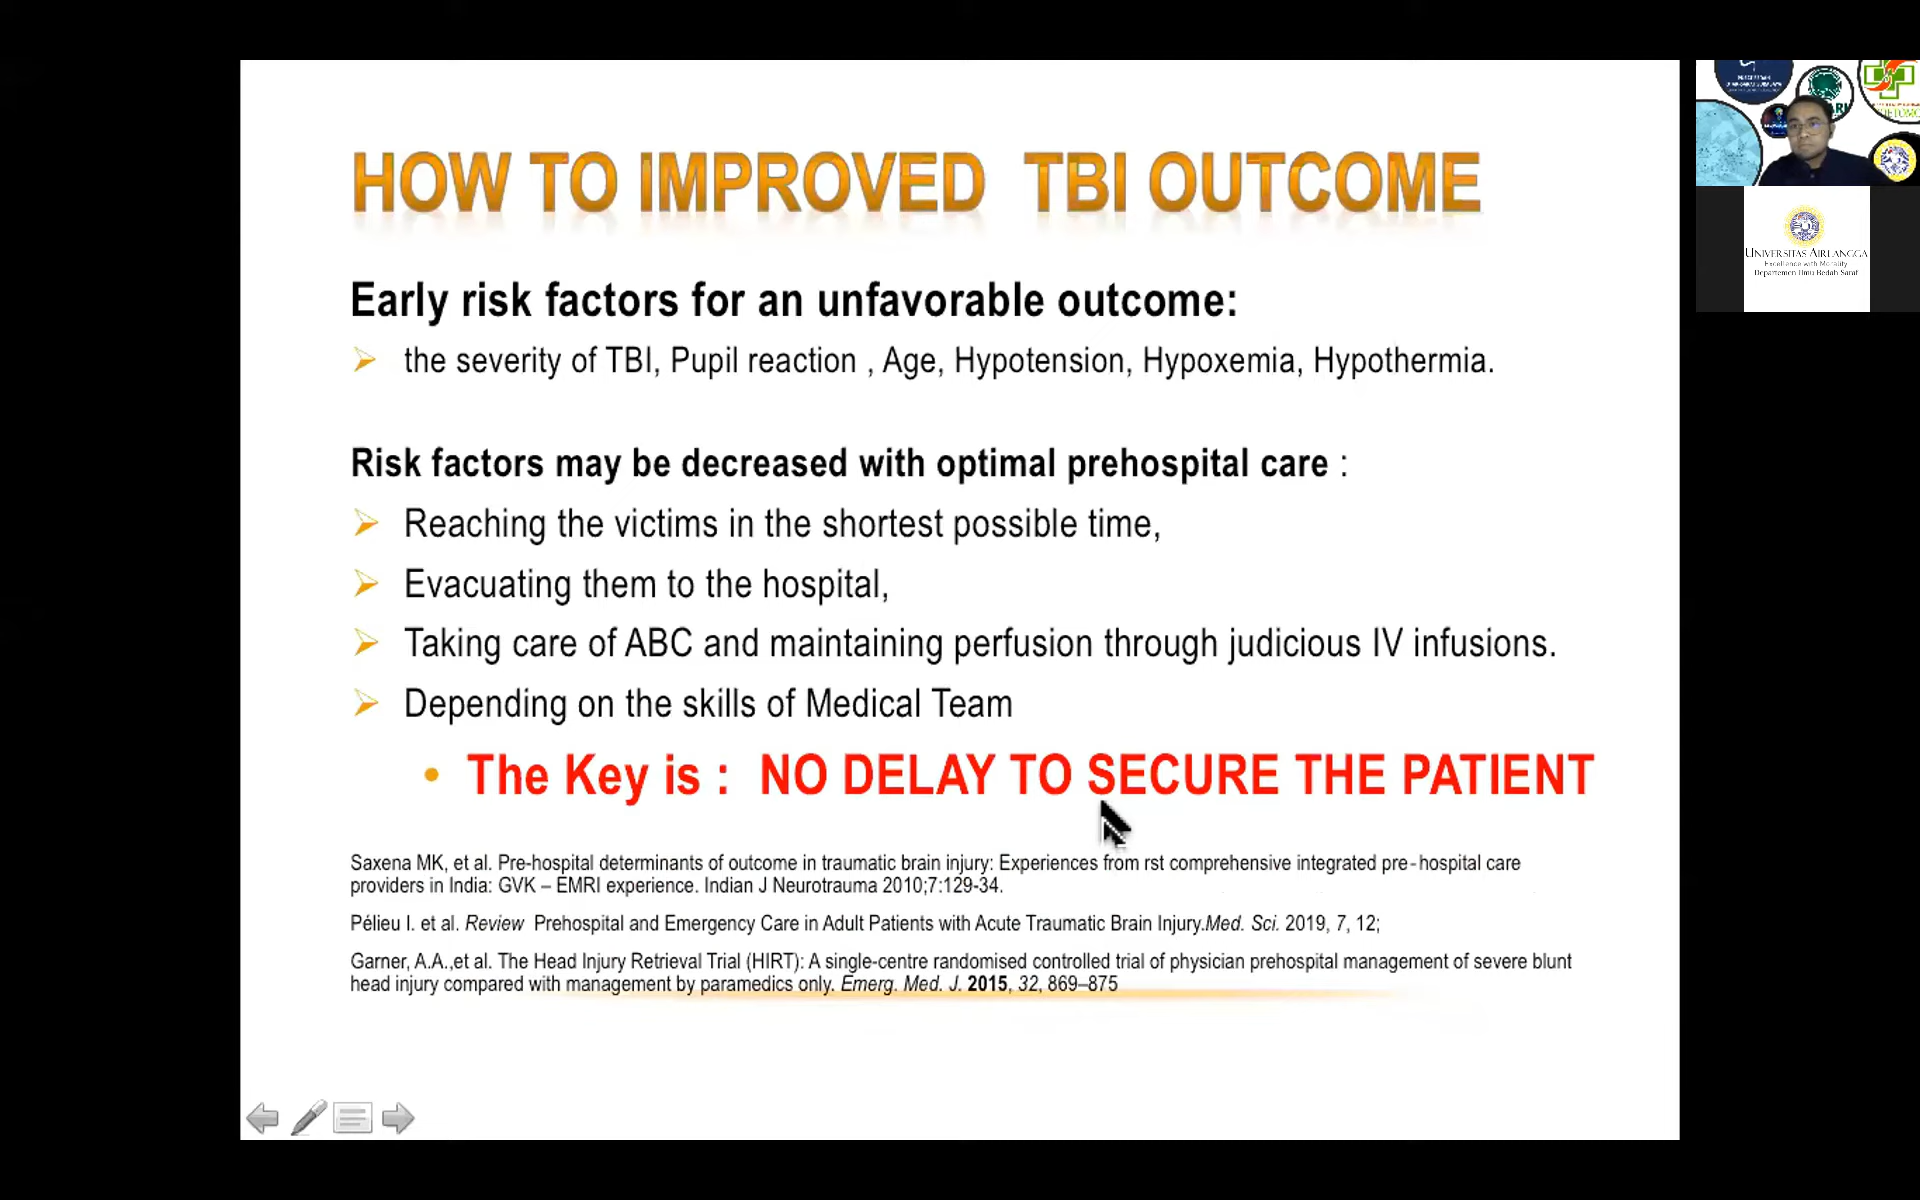 HOW TO IMPROVED TBI OUTCOME
Early risk factors for an unfavorable outcome:
the severity of TBI, Pupil reaction , Age, Hypotension, Hypoxemia, Hypothermia.
Risk factors may be decreased with optimal prehospital care :
Reaching the victims in the shortest possible time,
Evacuating them to the hospital,
Taking care of ABC and maintaining perfusion through judicious IV infusions.
Depending on the skills of Medical Team
• The Key is : NO DELAY TO SECURE THE PATIENT
Saxena MK, et al. Pre-hospital determinants of outcome in traumatic brain injury: Experiences from rst comprehensive integrated pre-hospital care
providers in India: GVK – EMRI experience. Indian J Neurotrauma 2010;7:129-34.
Pélieu I. et al. Review Prehospital and Emergency Care in Adult Patients with Acute Traumatic Brain Injury.Med. Sci. 2019, 7, 12;
Garner, A.A.,et al. The Head Injury Retrieval Trial (HIRT): A single-centre randomised controlled trial of physician prehospital management of severe blunt
head injury compared with management by paramedics only. Emerg. Med. J. 2015, 32, 869–875
UNIVERSITAS AIRLANGGA
Excellence with Morality
Departemen Ilmu Bedah Saraf